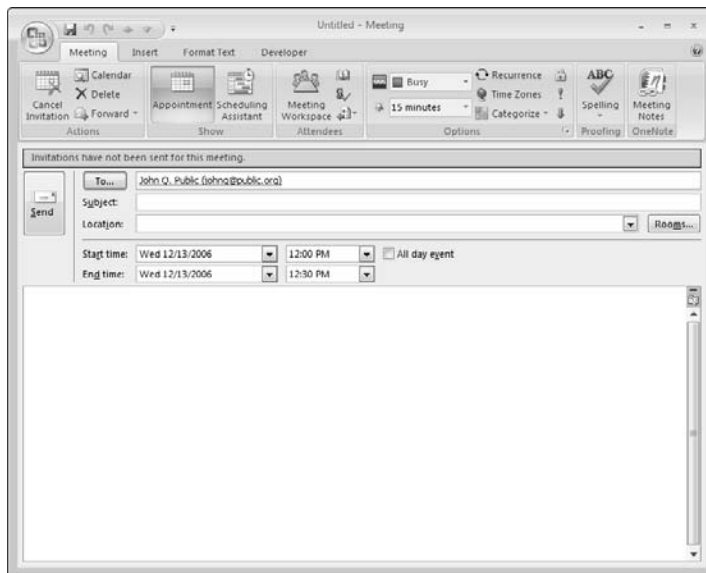 Untitled - Meeting
Meeting Insert Format Text Developer
Cancel Invitation
Calendar
Delete
Forward
Actions
Appointment
Scheduling Assistant
Show
Meeting Workspace
Attendees
Busy
15 minutes
Recurrence
Time Zones
Categorize
Options
ABC
Spelling
Proofing
Meeting Notes
OneNote
Invitations have not been sent for this meeting.
Send
To... John Q. Public (johnq@public.org)
Subject:
Location: Rooms...
Start time: Wed 12/13/2006 12:00 PM All day event
End time: Wed 12/13/2006 12:30 PM